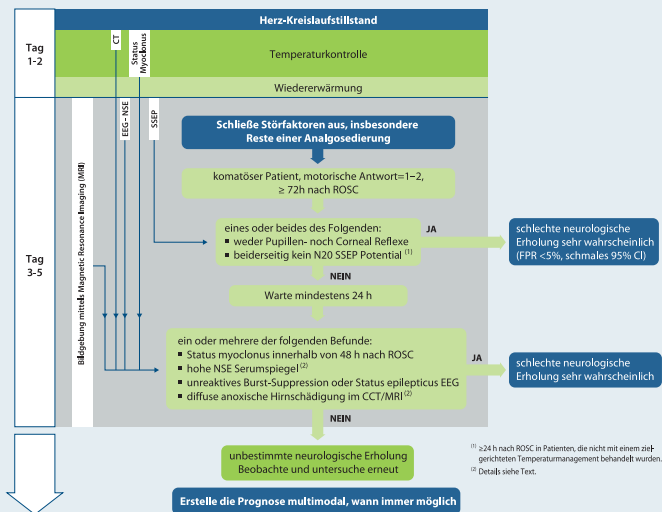 Herz-Kreislaufstillstand
Tag
1-2
CT
Status
Myoclonus
Temperaturkontrolle
Wiedererwärmung
Tag
3-5
Bildgebung mittels Magnetic Resonance Imaging (MRI)
EEG - NSE
SSEP
Schließe Störfaktoren aus, insbesondere
Reste einer Analgosedierung
komatöser Patient, motorische Antwort=1–2,
≥ 72h nach ROSC
eines oder beides des Folgenden:
▪ weder Pupillen- noch Corneal Reflexe
▪ beiderseitig kein N20 SSEP Potential (1)
JA
schlechte neurologische
Erholung sehr wahrscheinlich
(FPR <5%, schmales 95% CI)
NEIN
Warte mindestens 24 h
ein oder mehrere der folgenden Befunde:
▪ Status myoclonus innerhalb von 48 h nach ROSC
▪ hohe NSE Serumspiegel(2)
▪ unreaktives Burst-Suppression oder Status epilepticus EEG
▪ diffuse anoxische Hirnschädigung im CCT/MRI(2)
JA
schlechte neurologische
Erholung sehr wahrscheinlich
NEIN
unbestimmte neurologische Erholung
Beobachte und untersuche erneut
(1) ≥24 h nach ROSC in Patienten, die nicht mit einem ziel-
gerichteten Temperaturmanagement behandelt wurden.
(2) Details siehe Text.
Erstelle die Prognose multimodal, wann immer möglich